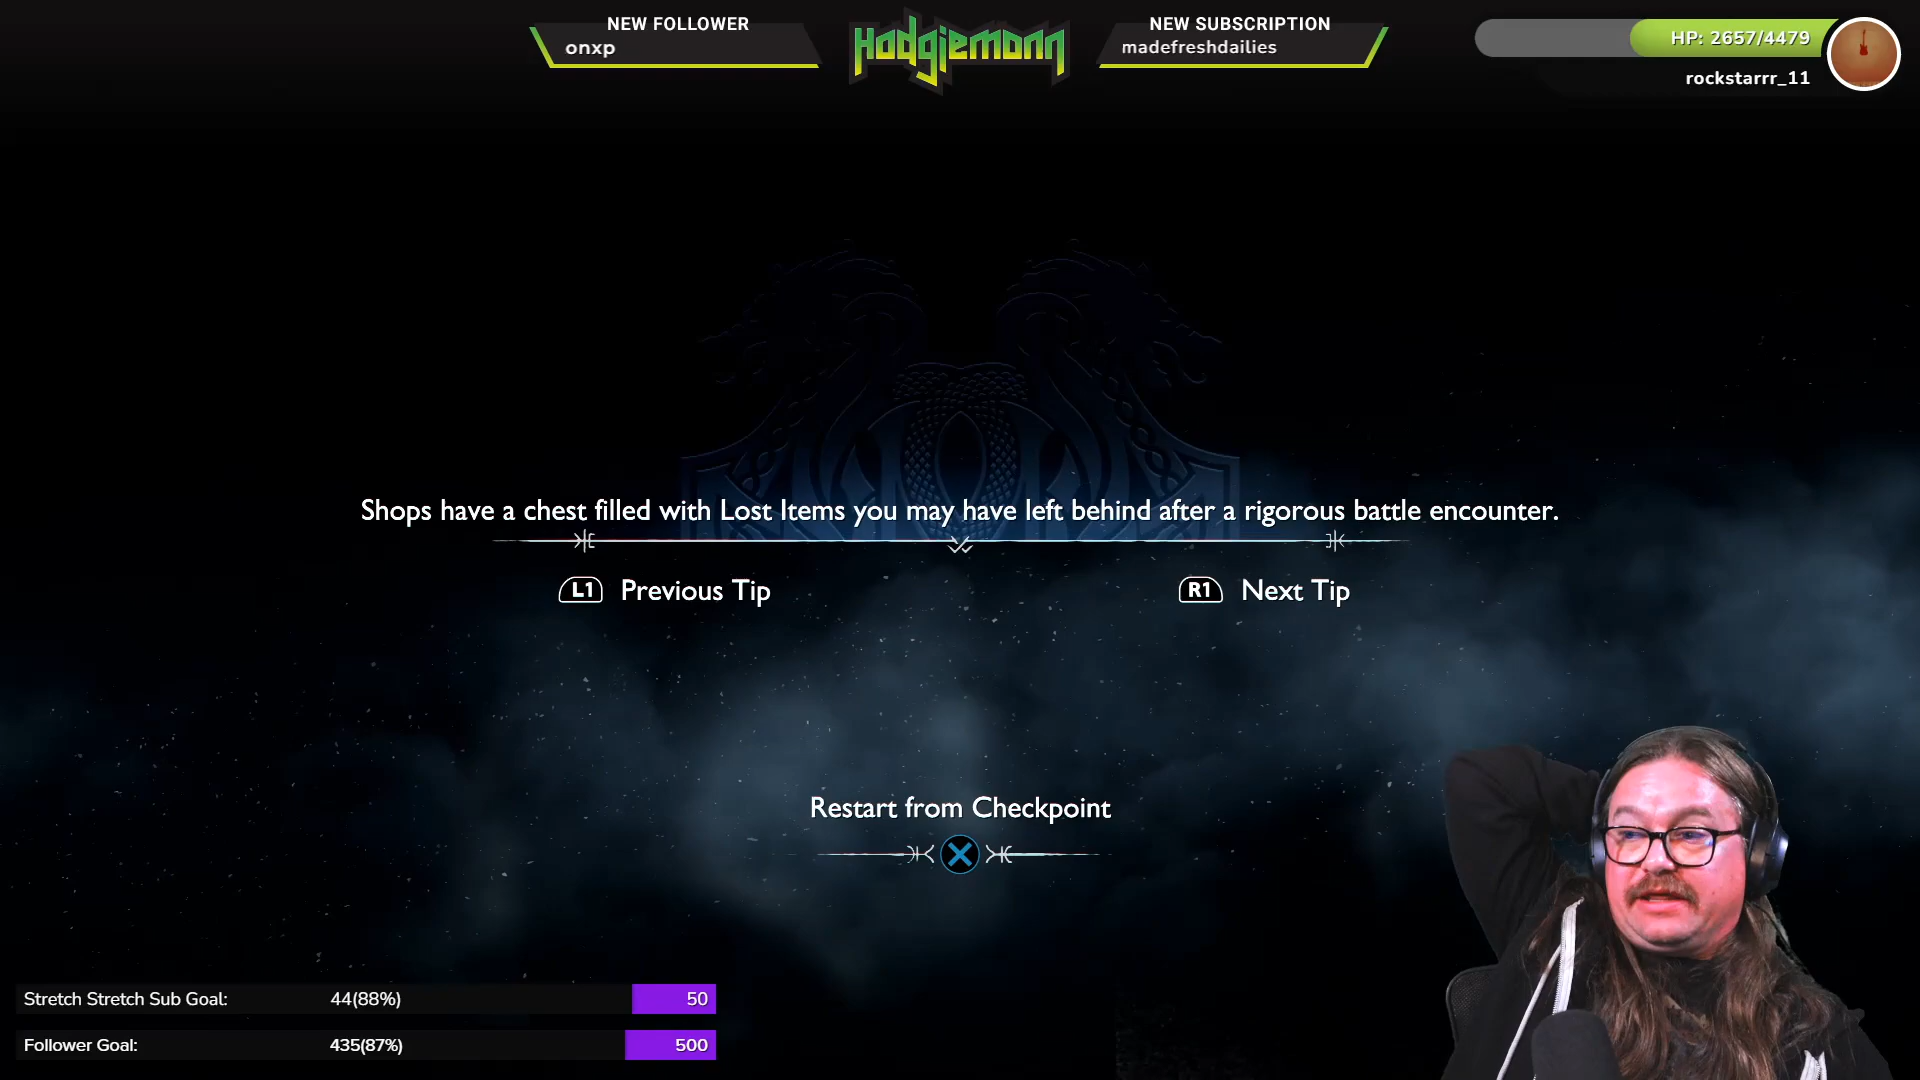 NEW FOLLOWER
onxp
Hodgiemonn
NEW SUBSCRIPTION
madefreshdailies
HP: 2657/4479
rockstarrr_11
Shops have a chest filled with Lost Items you may have left behind after a rigorous battle encounter.
L1 Previous Tip
R1 Next Tip
Restart from Checkpoint
Stretch Stretch Sub Goal: 44(88%) 50
Follower Goal: 435(87%) 500